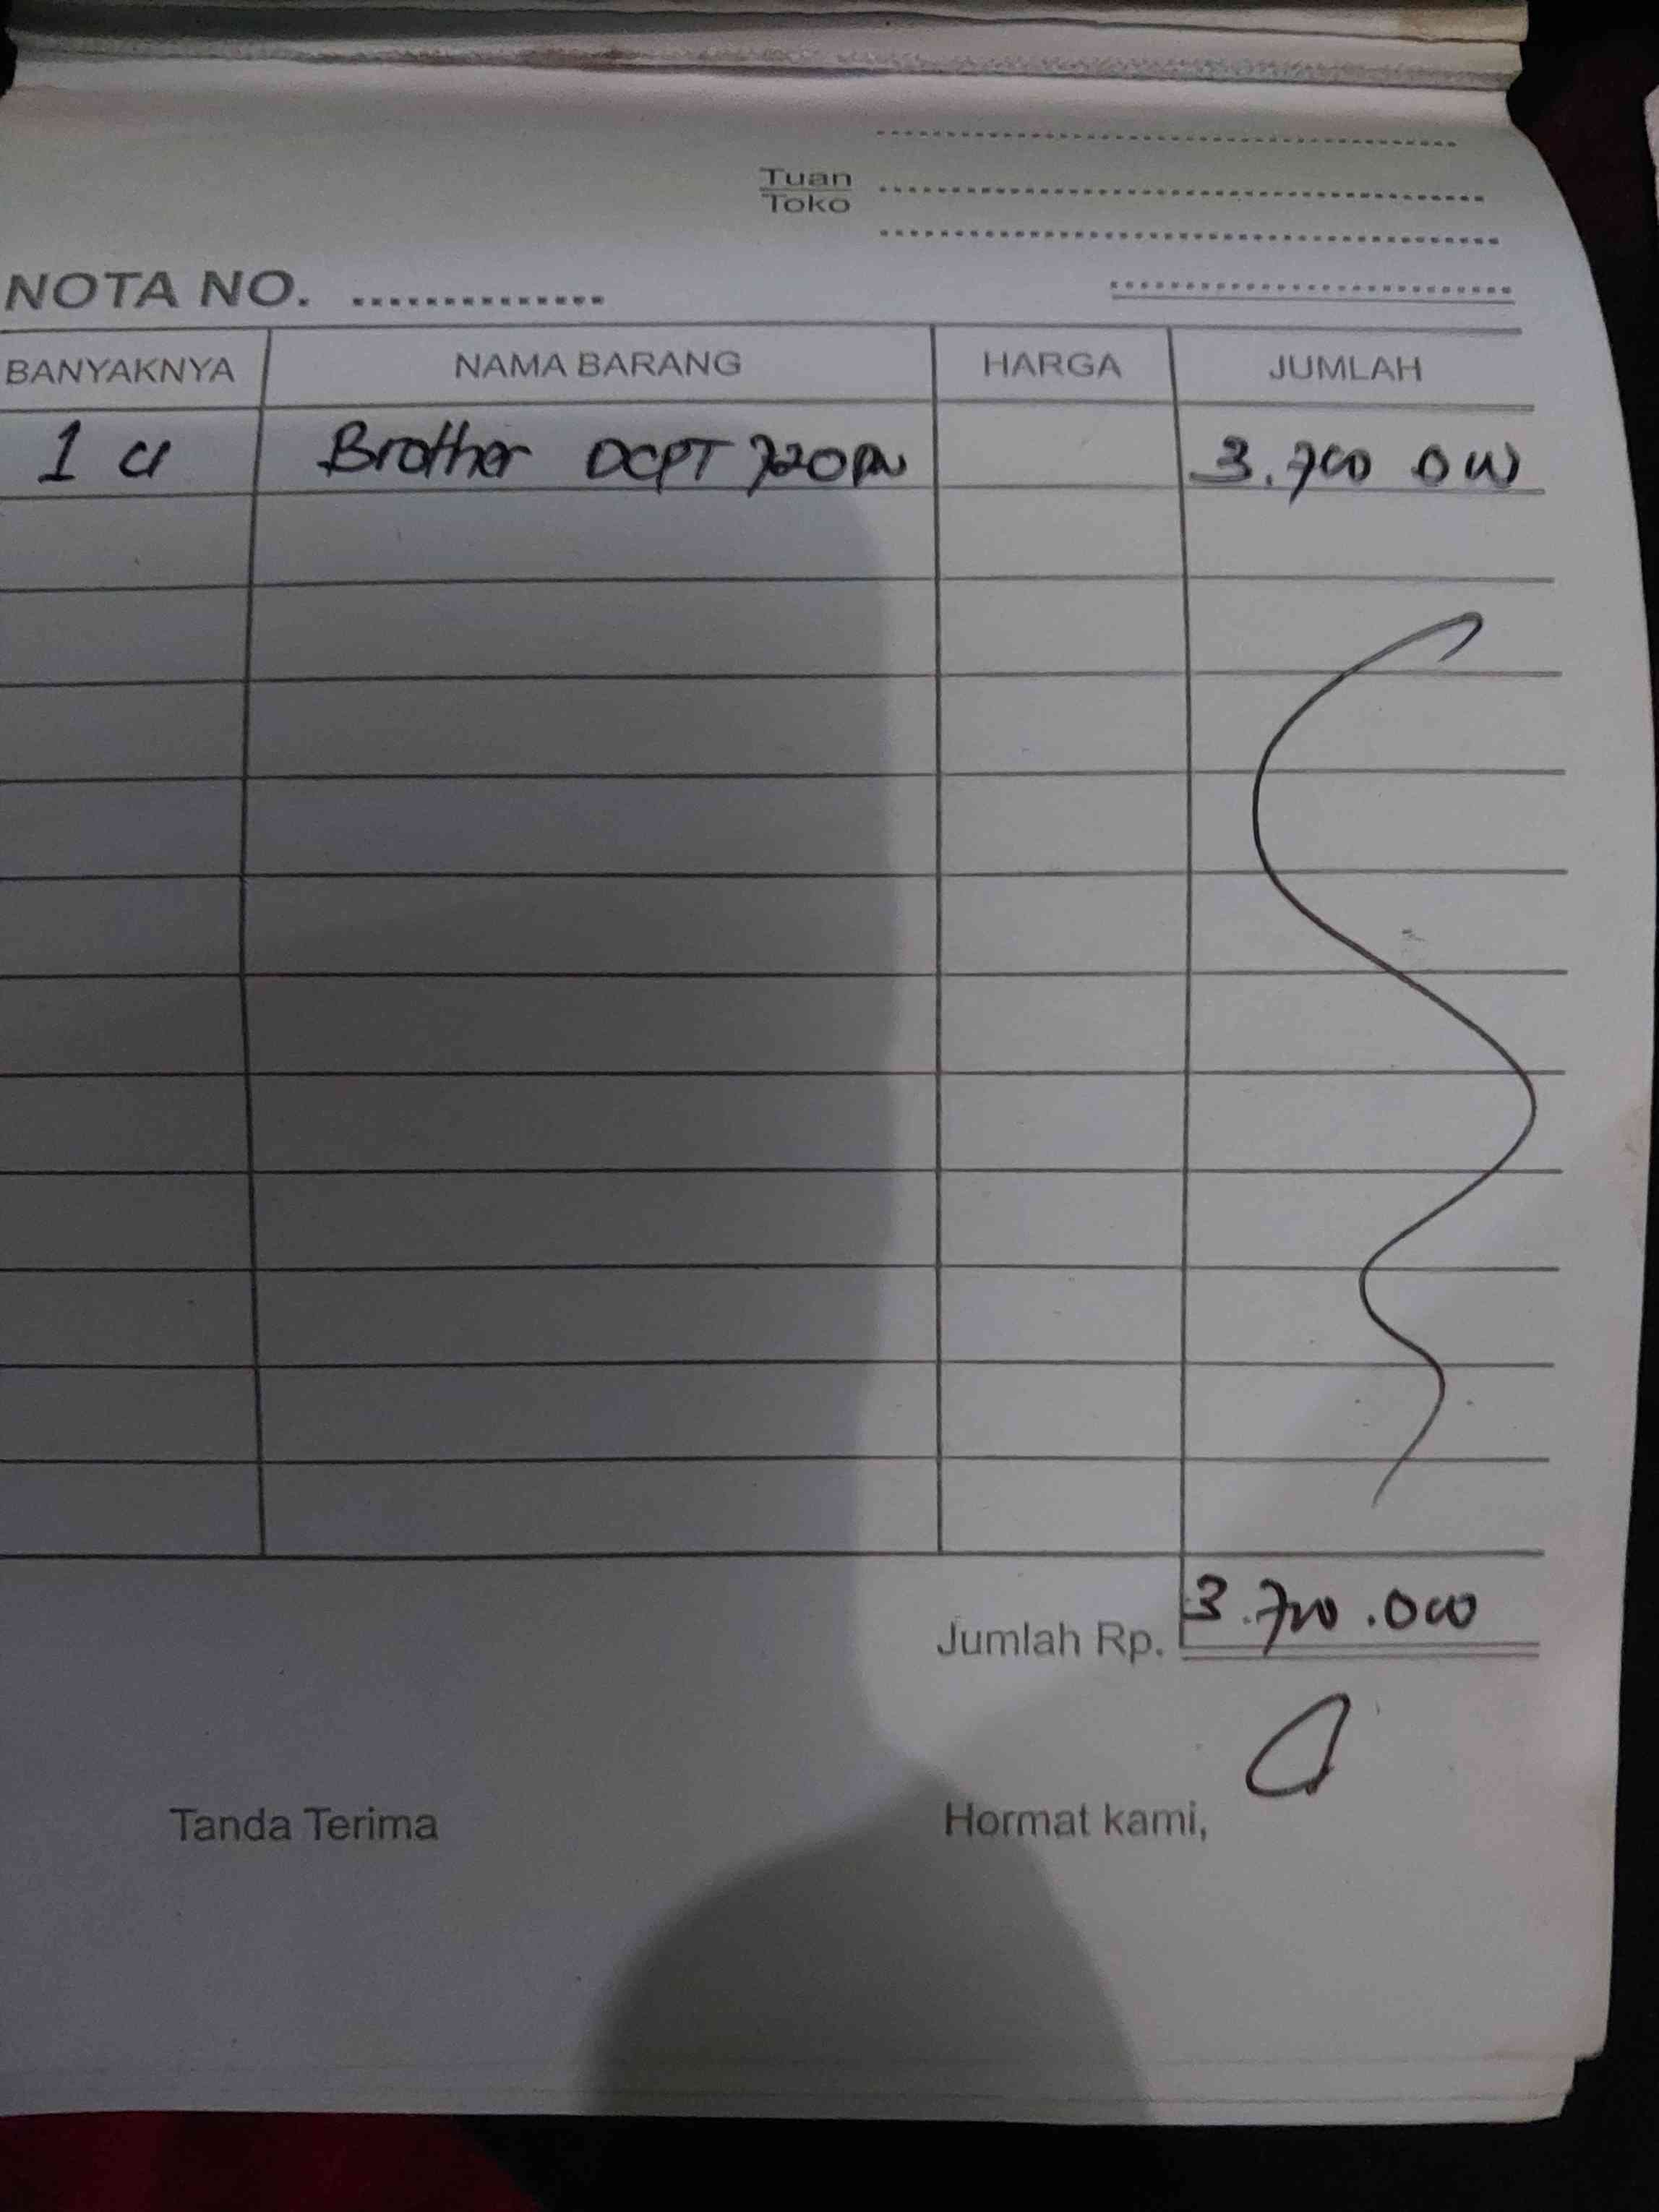 Tuan
Toko
NOTA NO.
BANYAKNYA NAMA BARANG HARGA JUMLAH
1 Brother DCPT 720DW 3.700 000
Jumlah Rp. 3.700.000
Tanda Terima Hormat kami,